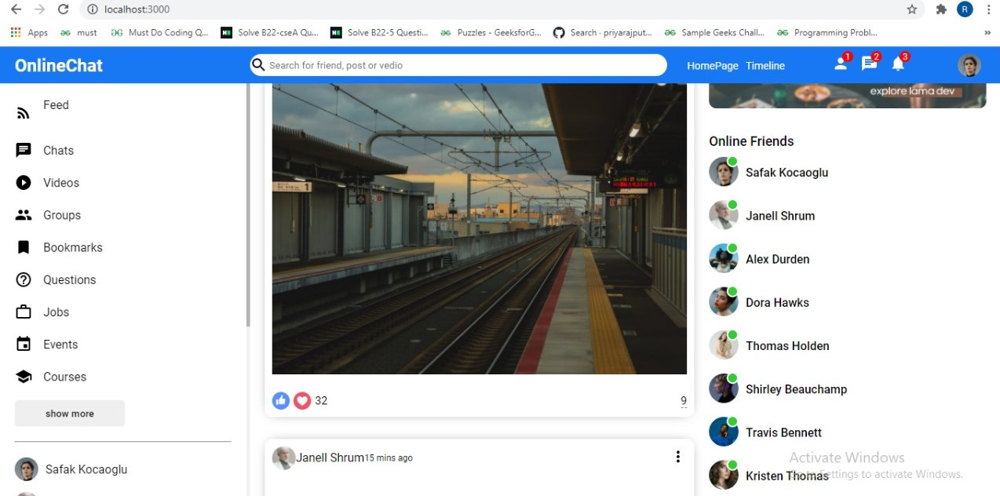 localhost:3000
R
Apps
must
Must Do Coding Q...
Solve B22-cseA Qu...
Solve B22-5 Questi...
Puzzles - GeeksforG...
Search · priyarajput...
Sample Geeks Chall...
Programming Probl...
»
OnlineChat
Search for friend, post or vedio
HomePage
Timeline
1
2
3
Feed
Chats
Videos
Groups
Bookmarks
Questions
Jobs
Events
Courses
show more
Safak Kocaoglu
1
32
9
Janell Shrum
15 mins ago
explore lama dev
Online Friends
Safak Kocaoglu
Janell Shrum
Alex Durden
Dora Hawks
Thomas Holden
Shirley Beauchamp
Travis Bennett
Kristen Thomas
Activate Windows
Go to Settings to activate Windows.